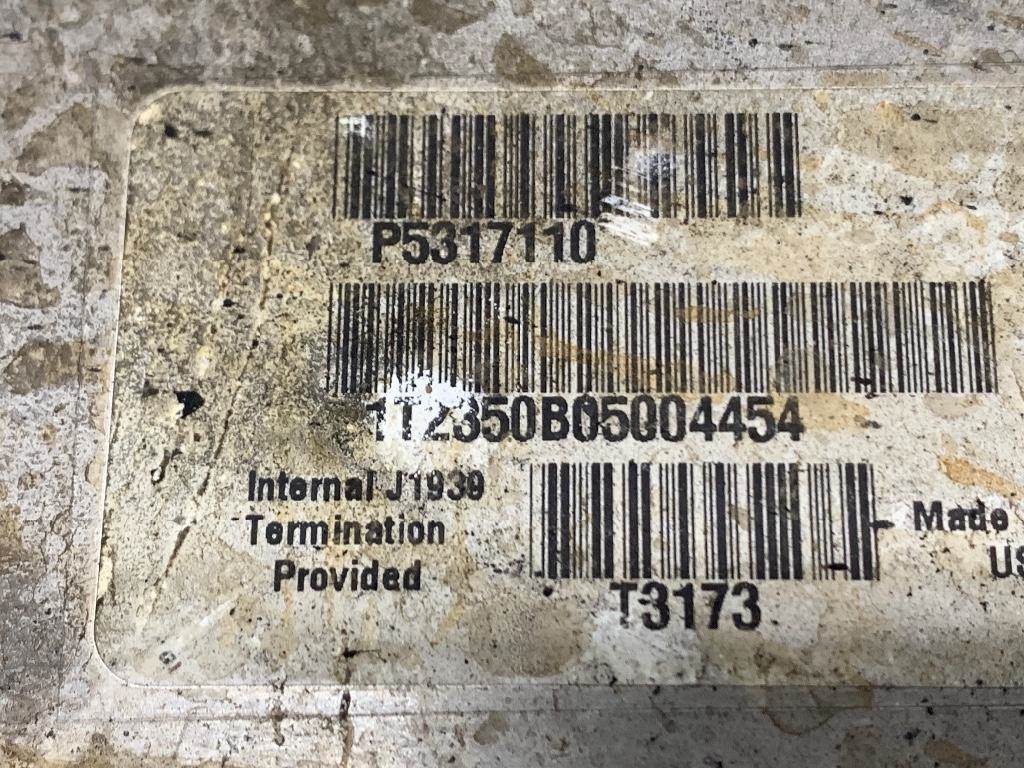 P5317110
1T2350B05004454
Internal J1939
Termination
Provided
T3173
Made
US